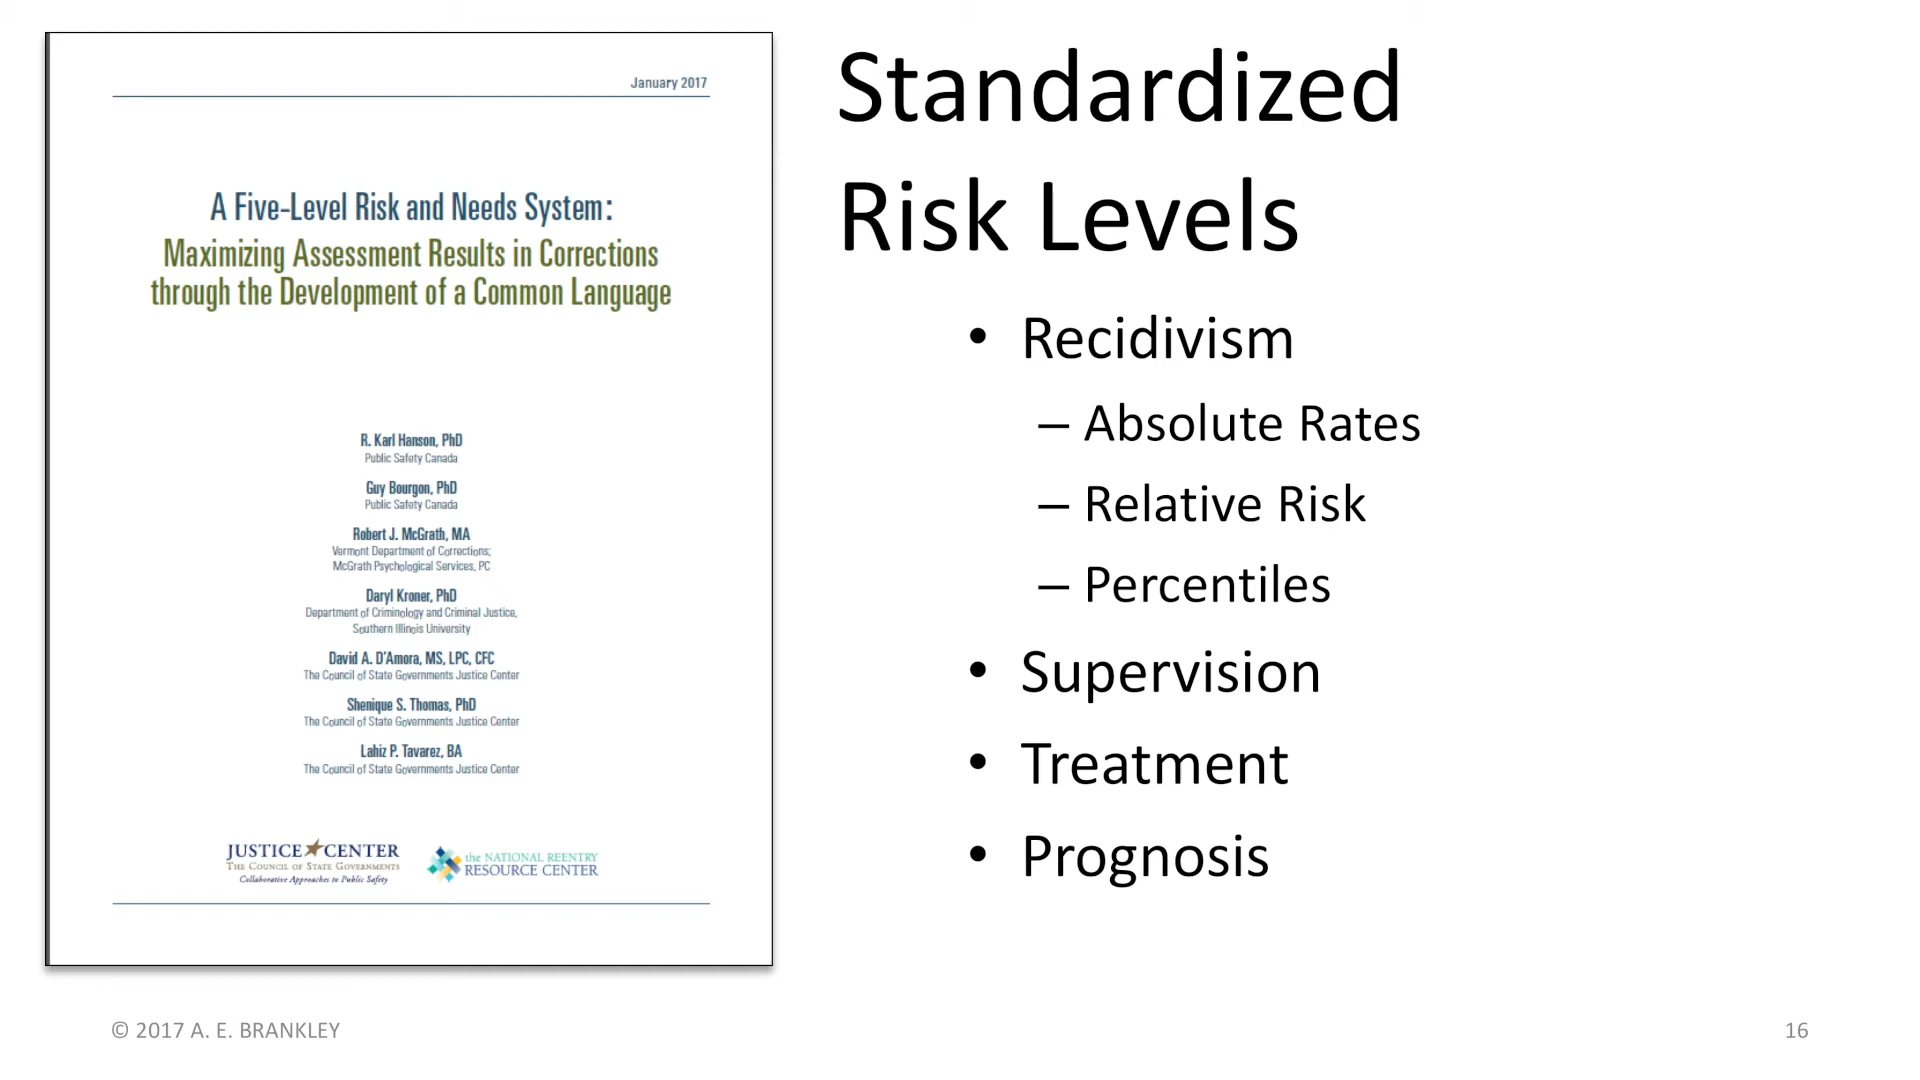 January 2017
A Five-Level Risk and Needs System:
Maximizing Assessment Results in Corrections
through the Development of a Common Language
R. Karl Hanson, PhD
Public Safety Canada
Guy Bourgon, PhD
Public Safety Canada
Robert J. McGrath, MA
Vermont Department of Corrections;
McGrath Psychological Services, PC
Daryl Kroner, PhD
Department of Criminology and Criminal Justice,
Southern Illinois University
David A. D'Amora, MS, LPC, CFC
The Council of State Governments Justice Center
Shenique S. Thomas, PhD
The Council of State Governments Justice Center
Lahiz P. Tavarez, BA
The Council of State Governments Justice Center
JUSTICE CENTER
THE COUNCIL OF STATE GOVERNMENTS
Collaborative Approaches to Public Safety
the NATIONAL REENTRY
RESOURCE CENTER
Standardized
Risk Levels
• Recidivism
– Absolute Rates
– Relative Risk
– Percentiles
• Supervision
• Treatment
• Prognosis
© 2017 A. E. BRANKLEY
16